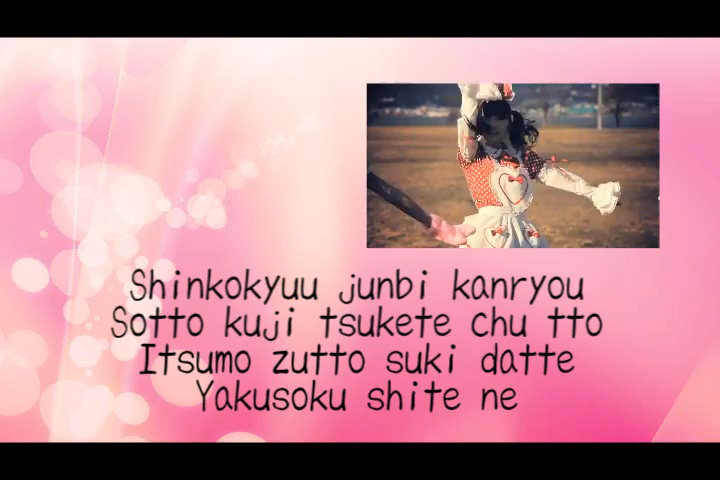 Shinkokyuu junbi kanryou
Sotto kuji tsukete chu tto
Itsumo zutto suki datte
Yakusoku shite ne